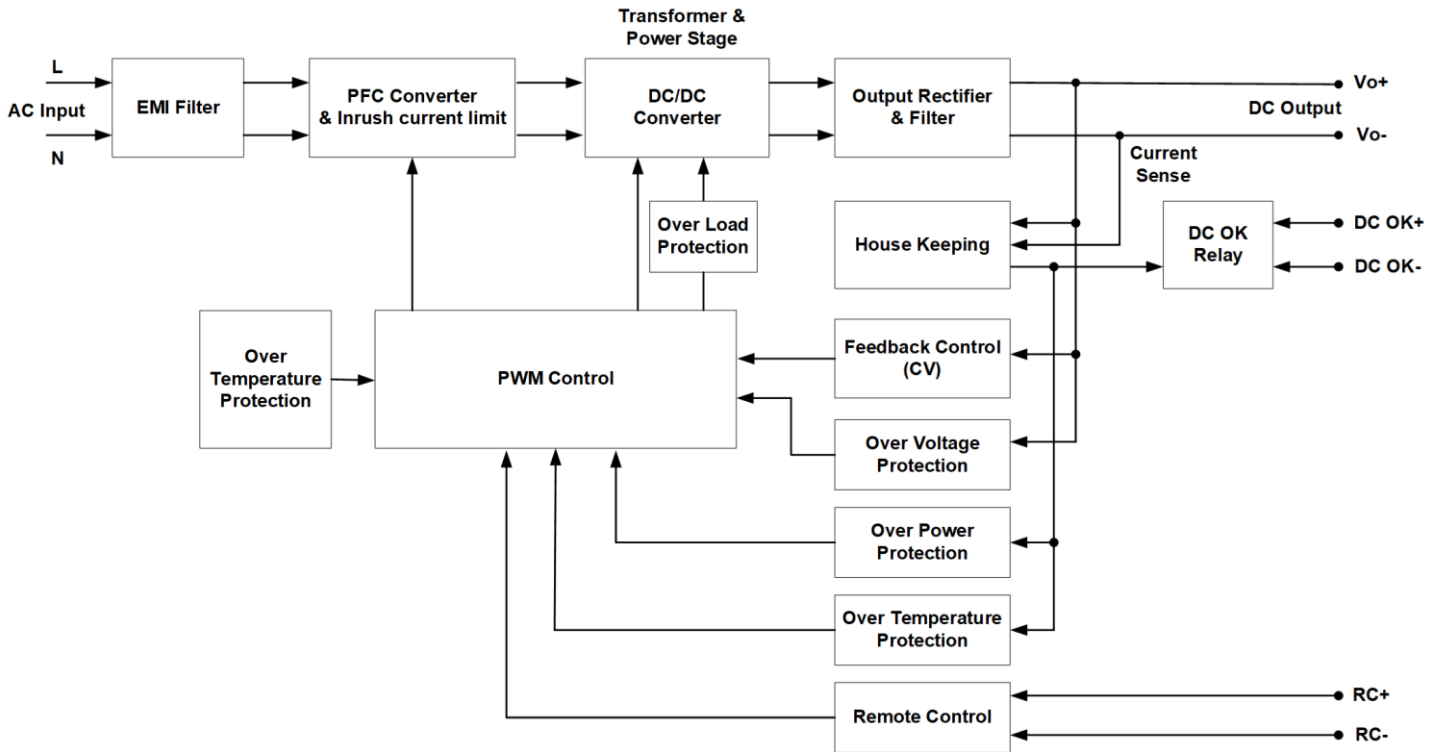 Transformer &
Power Stage
L
AC Input
N
EMI Filter
PFC Converter
& Inrush current limit
DC/DC
Converter
Output Rectifier
& Filter
Vo+
DC Output
Vo-
Current
Sense
Over Load
Protection
House Keeping
DC OK
Relay
DC OK+
DC OK-
Over
Temperature
Protection
PWM Control
Feedback Control
(CV)
Over Voltage
Protection
Over Power
Protection
Over Temperature
Protection
Remote Control
RC+
RC-